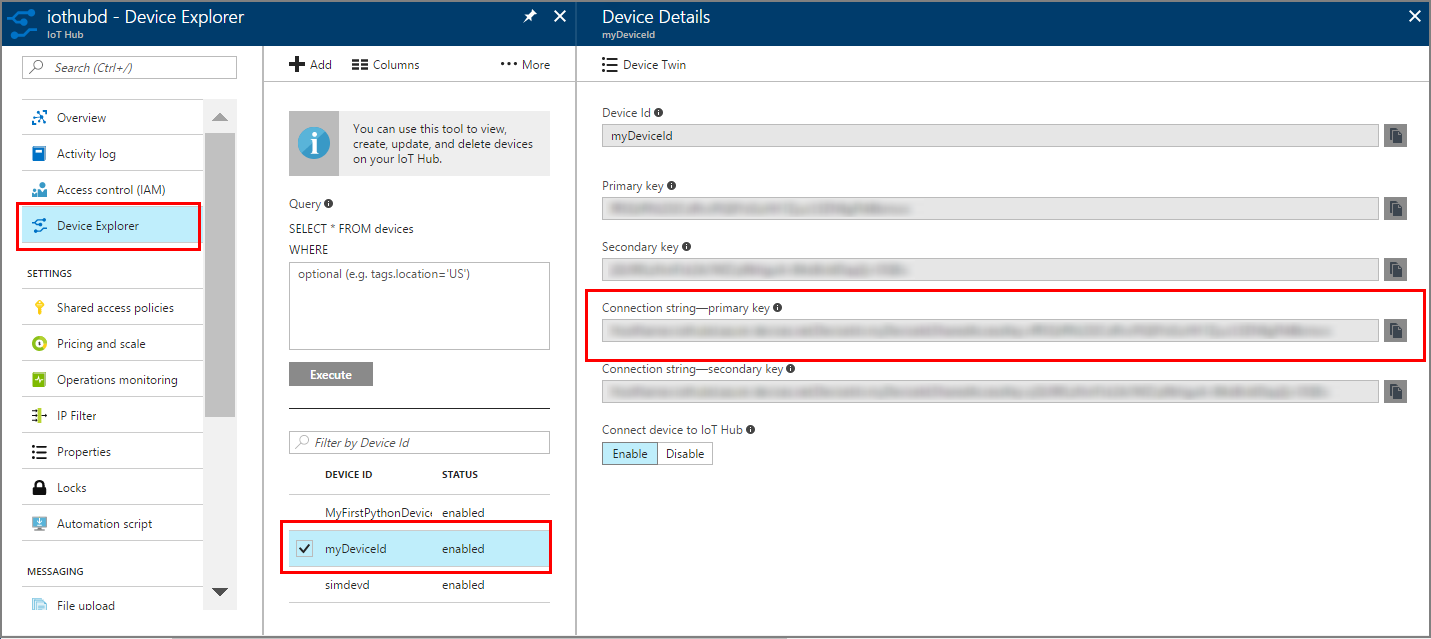 iothubd - Device Explorer
IoT Hub
Search (Ctrl+/)
Overview
Activity log
Access control (IAM)
Device Explorer
SETTINGS
Shared access policies
Pricing and scale
Operations monitoring
IP Filter
Properties
Locks
Automation script
MESSAGING
File upload
Add
Columns
More
You can use this tool to view,
create, update, and delete devices
on your IoT Hub.
Query
SELECT * FROM devices
WHERE
optional (e.g. tags.location='US')
Execute
Filter by Device Id
DEVICE ID STATUS
MyFirstPythonDevice enabled
myDeviceId enabled
simdevd enabled
Device Details
myDeviceId
Device Twin
Device Id
myDeviceId
Primary key
Secondary key
Connection string—primary key
Connection string—secondary key
Connect device to IoT Hub
Enable Disable